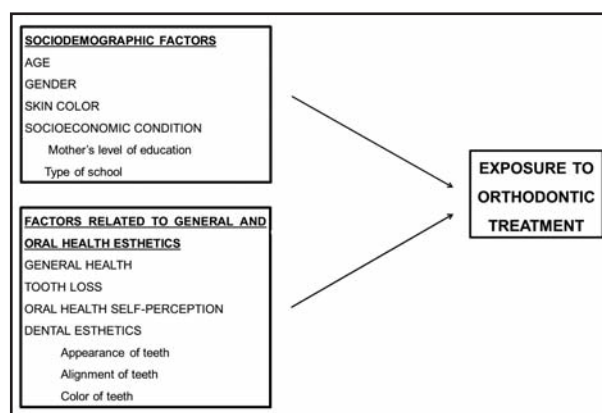 SOCIODEMOGRAPHIC FACTORS
AGE
GENDER
SKIN COLOR
SOCIOECONOMIC CONDITION
Mother's level of education
Type of school
FACTORS RELATED TO GENERAL AND
ORAL HEALTH ESTHETICS
GENERAL HEALTH
TOOTH LOSS
ORAL HEALTH SELF-PERCEPTION
DENTAL ESTHETICS
Appearance of teeth
Alignment of teeth
Color of teeth
EXPOSURE TO
ORTHODONTIC
TREATMENT